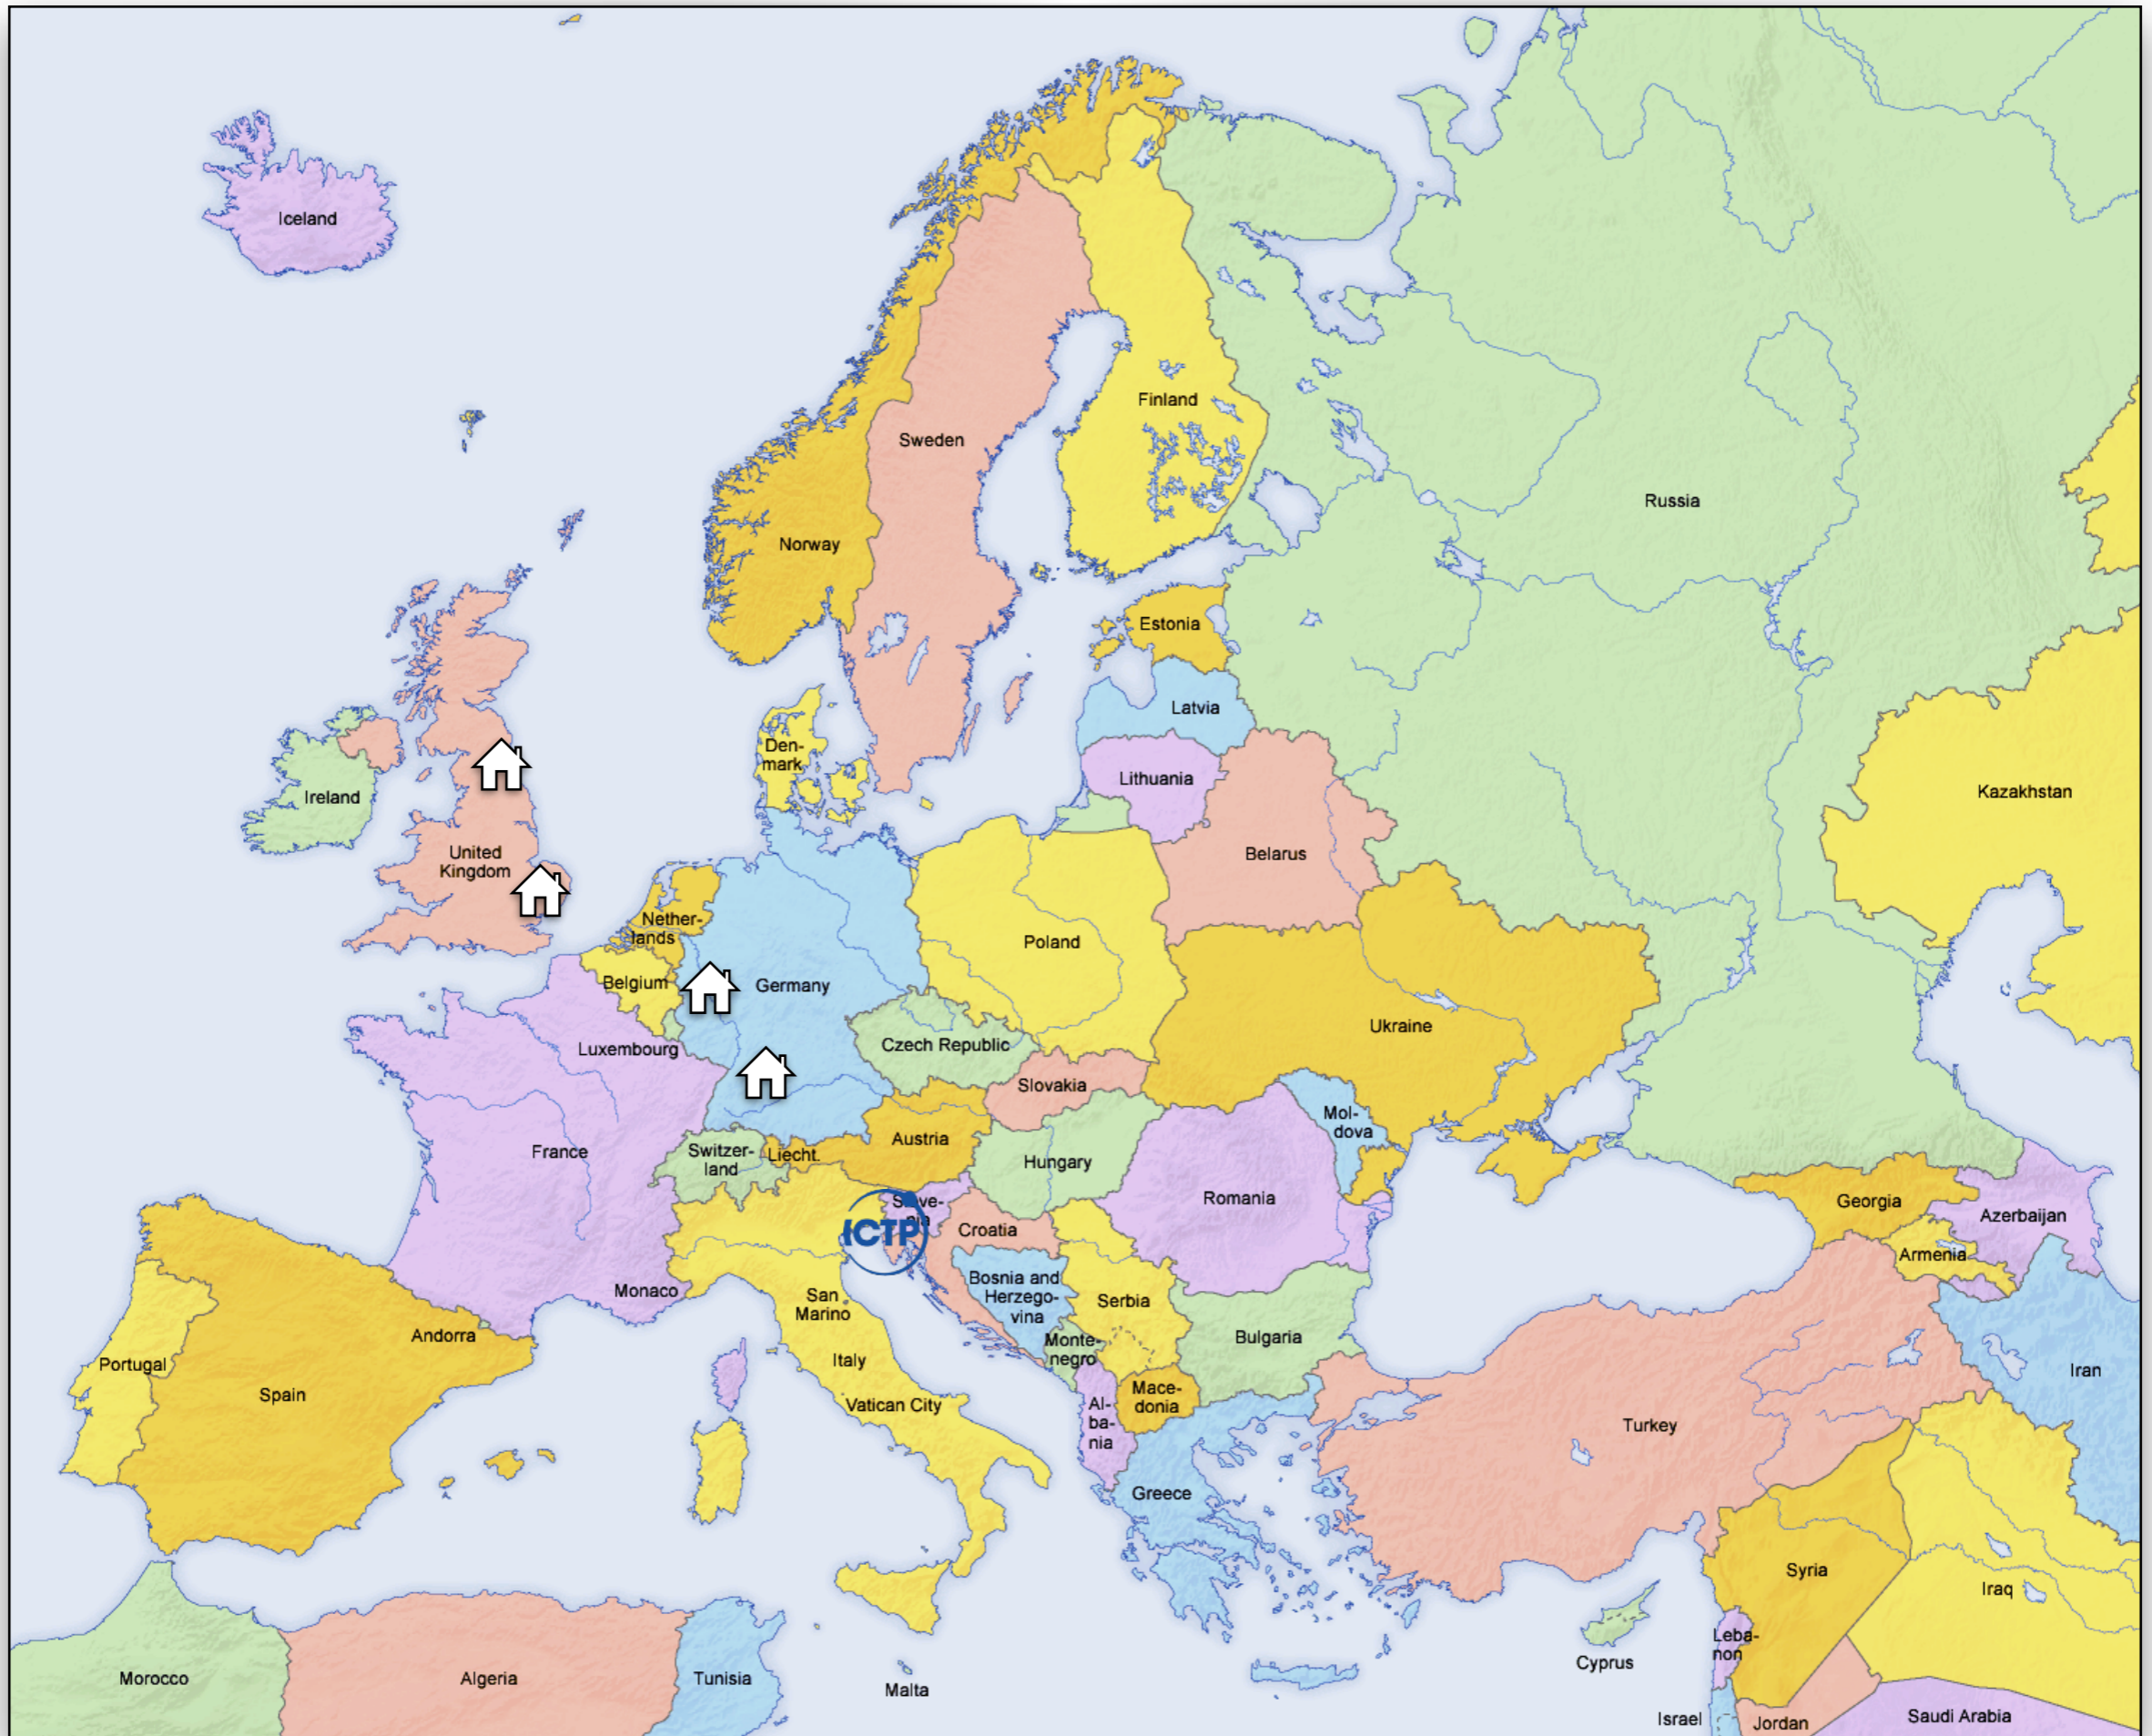 Iceland
Finland
Sweden
Russia
Norway
Estonia
Latvia
Den-
mark
Lithuania
Ireland
Kazakhstan
United
Kingdom
Belarus
Nether-
lands
Poland
Belgium
Germany
Ukraine
Czech Republic
Luxembourg
Slovakia
Mol-
dova
Austria
France
Switzer-
land
Liecht.
Hungary
Romania
Slove-
nia
ICTP
Croatia
Georgia
Azerbaijan
Armenia
Bosnia and
Herzego-
vina
Monaco
San
Marino
Serbia
Andorra
Monte-
negro
Bulgaria
Portugal
Spain
Italy
Iran
Vatican City
Mace-
donia
Al-
ba-
nia
Turkey
Greece
Syria
Iraq
Leba-
non
Cyprus
Morocco
Algeria
Tunisia
Malta
Israel
Jordan
Saudi Arabia